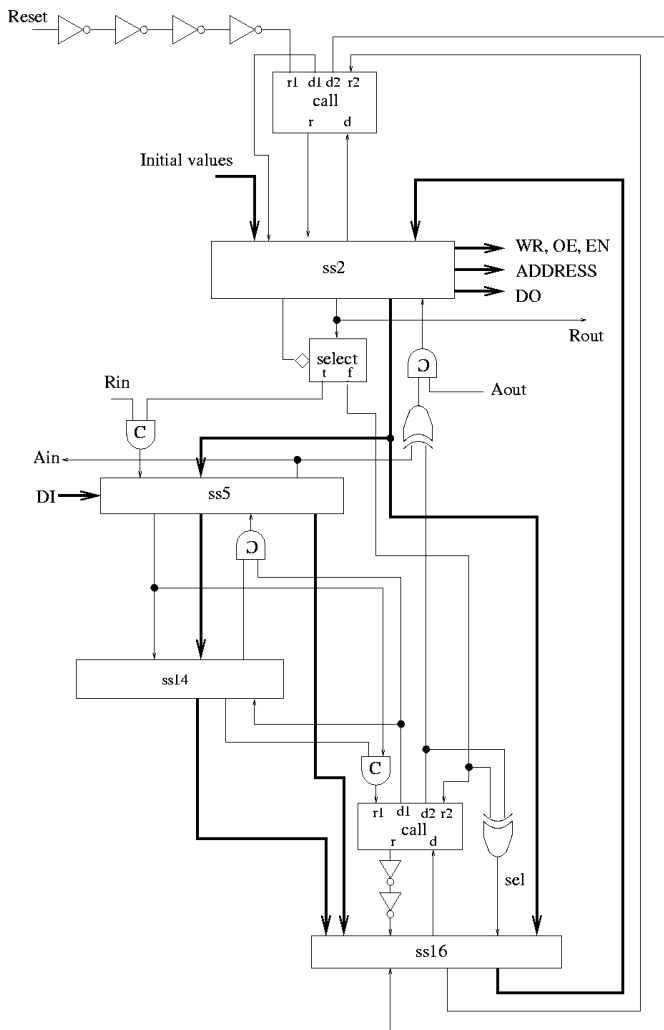 Reset
r1 d1 d2 r2
call
r d
Initial values
ss2
WR, OE, EN
ADDRESS
DO
Rout
select
t f
Rin
C
C
Aout
Ain
DI
ss5
C
ss14
C
r1 d1 d2 r2
call
r d
sel
ss16